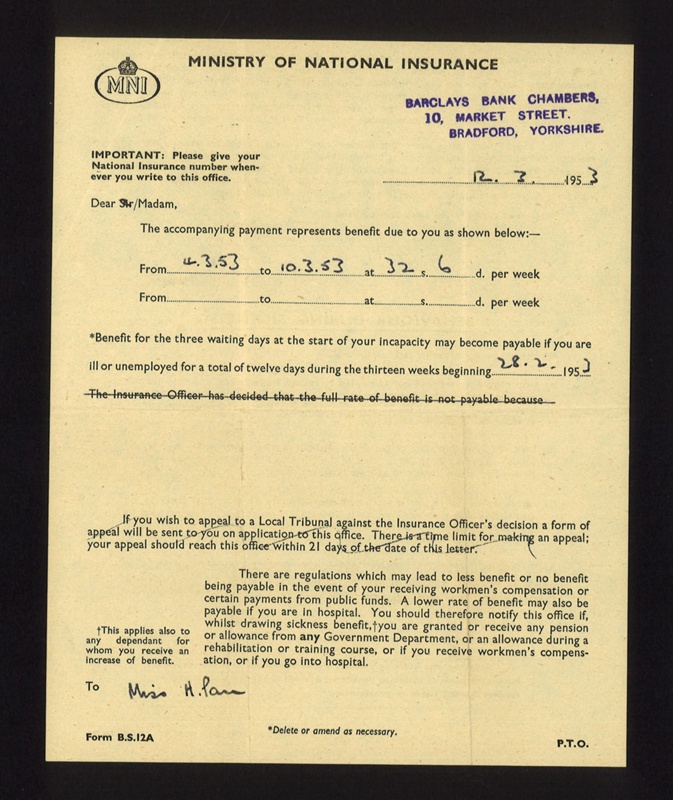 MNI
MINISTRY OF NATIONAL INSURANCE
BARCLAYS BANK CHAMBERS,
10, MARKET STREET.
BRADFORD, YORKSHIRE.
IMPORTANT: Please give your
National Insurance number when-
ever you write to this office.
12. 3. 1953
Dear Sir/Madam,
The accompanying payment represents benefit due to you as shown below:—
From 4.3.53 to 10.3.53 at 32 s. 6 d. per week
From to at s. d. per week
*Benefit for the three waiting days at the start of your incapacity may become payable if you are
ill or unemployed for a total of twelve days during the thirteen weeks beginning 28.2. 1953
The Insurance Officer has decided that the full rate of benefit is not payable because
If you wish to appeal to a Local Tribunal against the Insurance Officer's decision a form of
appeal will be sent to you on application to this office. There is a time limit for making an appeal;
your appeal should reach this office within 21 days of the date of this letter.
There are regulations which may lead to less benefit or no benefit
being payable in the event of your receiving workmen's compensation or
certain payments from public funds. A lower rate of benefit may also be
payable if you are in hospital. You should therefore notify this office if,
whilst drawing sickness benefit,†you are granted or receive any pension
or allowance from any Government Department, or an allowance during a
rehabilitation or training course, or if you receive workmen's compens-
ation, or if you go into hospital.
†This applies also to
any dependant for
whom you receive an
increase of benefit.
To Miss H.
*Delete or amend as necessary.
Form B.S.12A
P.T.O.